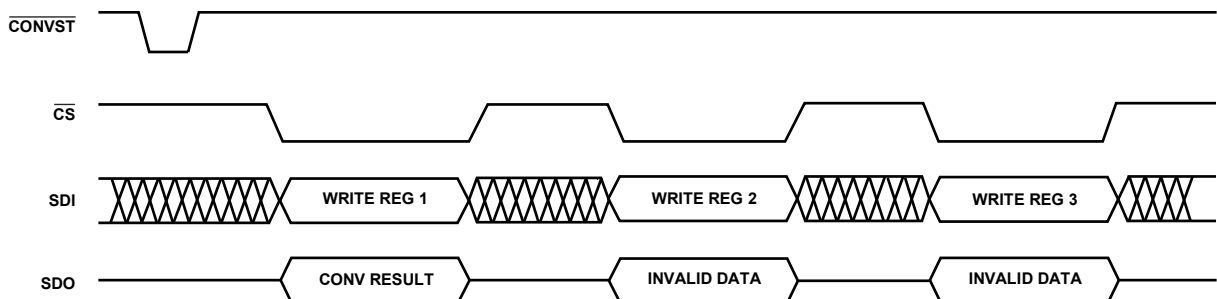 CONVST
CS
SDI WRITE REG 1 WRITE REG 2 WRITE REG 3
SDO CONV RESULT INVALID DATA INVALID DATA